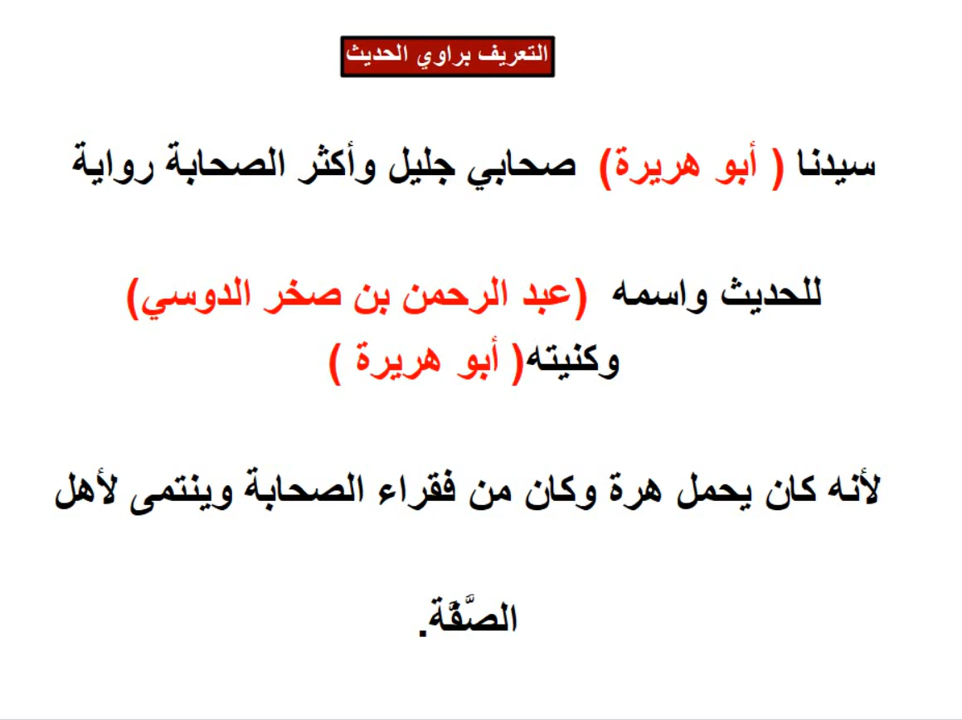 التعريف براوي الحديث
سيدنا ( أبو هريرة) صحابي جليل وأكثر الصحابة رواية
للحديث واسمه (عبد الرحمن بن صخر الدوسي)
وكنيته( أبو هريرة )
لأنه كان يحمل هرة وكان من فقراء الصحابة وينتمى لأهل
الصَّفَّة.